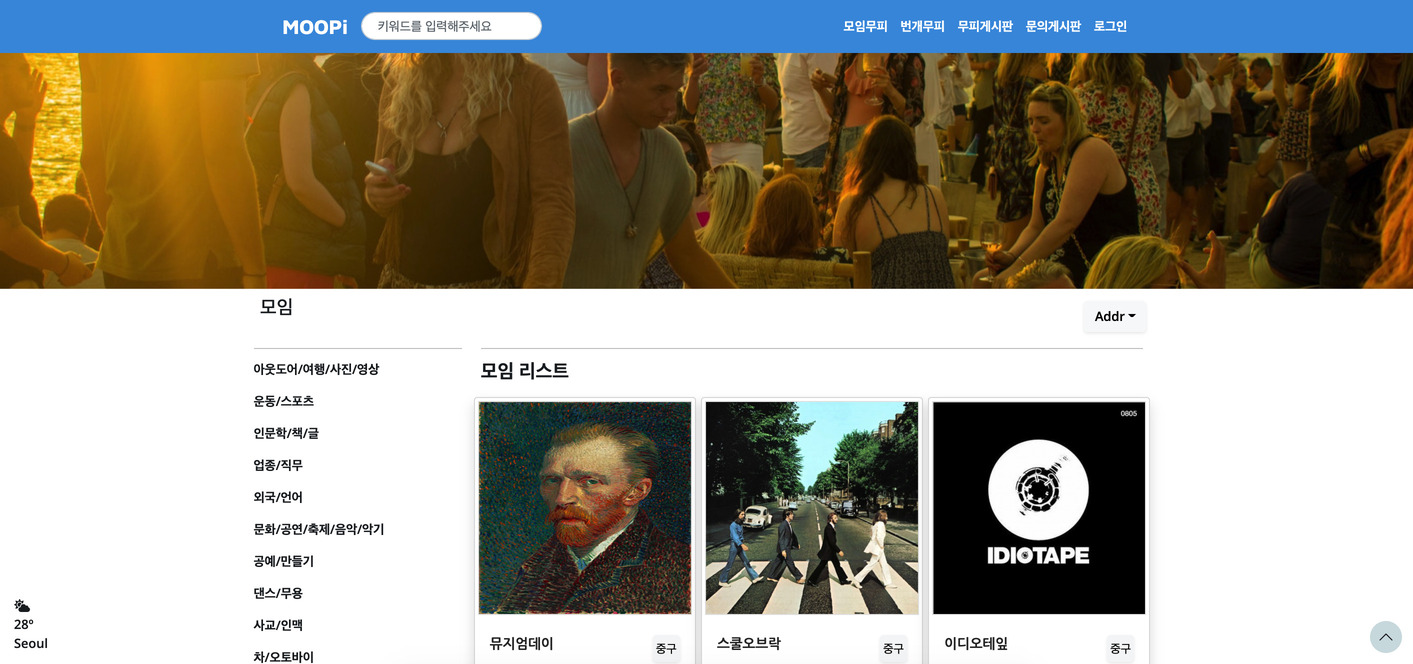 MOOPi 키워드를 입력해주세요 모임무피 번개무피 무피게시판 문의게시판 로그인
모임
Addr
아웃도어/여행/사진/영상
운동/스포츠
인문학/책/글
업종/직무
외국/언어
문화/공연/축제/음악/악기
공예/만들기
댄스/무용
사교/인맥
차/오토바이
모임 리스트
0805
IDIOTAPE
뮤지엄데이 중구
스쿨오브락 중구
이디오테잎 중구
28º
Seoul